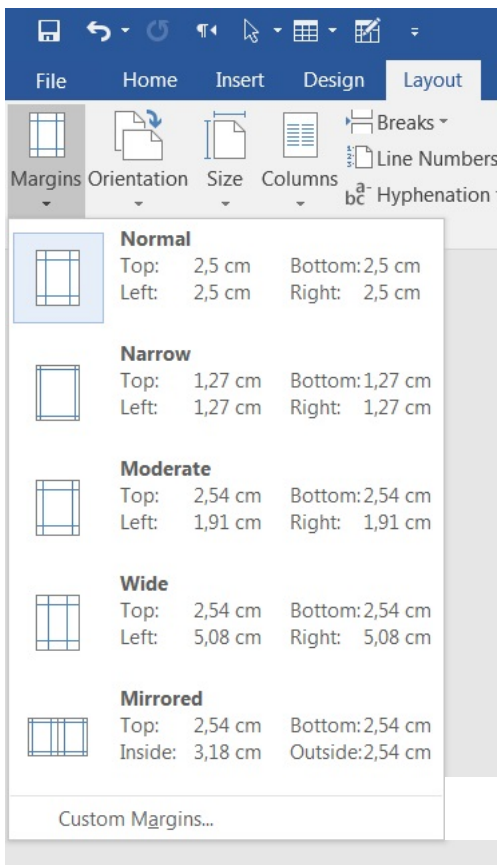 File Home Insert Design Layout
Breaks
Line Numbers
Margins Orientation Size Columns
Hyphenation
Normal
Top: 2,5 cm Bottom: 2,5 cm
Left: 2,5 cm Right: 2,5 cm
Narrow
Top: 1,27 cm Bottom: 1,27 cm
Left: 1,27 cm Right: 1,27 cm
Moderate
Top: 2,54 cm Bottom: 2,54 cm
Left: 1,91 cm Right: 1,91 cm
Wide
Top: 2,54 cm Bottom: 2,54 cm
Left: 5,08 cm Right: 5,08 cm
Mirrored
Top: 2,54 cm Bottom: 2,54 cm
Inside: 3,18 cm Outside: 2,54 cm
Custom Margins...